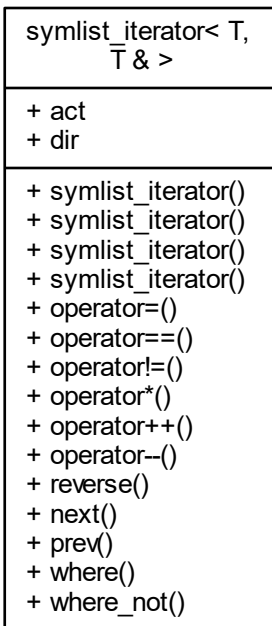 symlist_iterator< T,
T & >
+ act
+ dir
+ symlist_iterator()
+ symlist_iterator()
+ symlist_iterator()
+ symlist_iterator()
+ operator=()
+ operator==()
+ operator!=()
+ operator*()
+ operator++()
+ operator--()
+ reverse()
+ next()
+ prev()
+ where()
+ where_not()